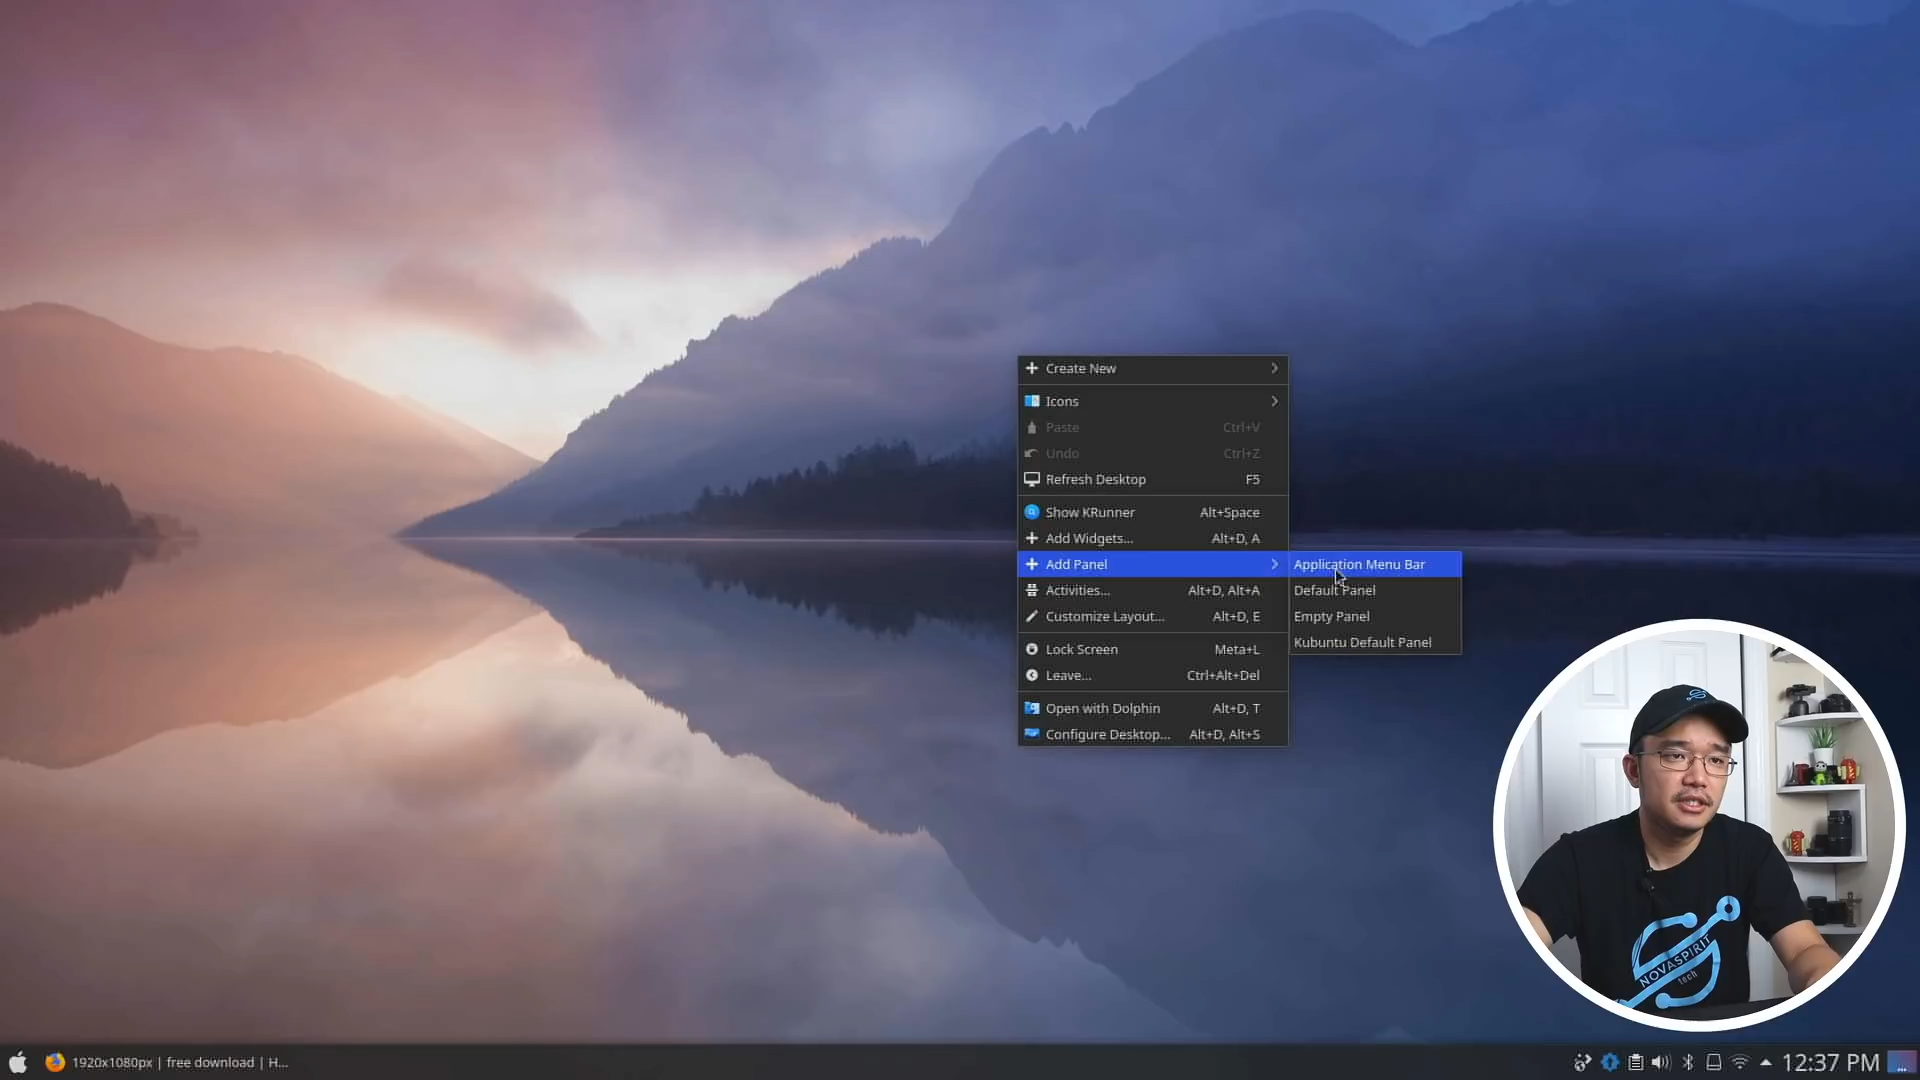 Create New
Icons
Paste Ctrl+V
Undo Ctrl+Z
Refresh Desktop F5
Show KRunner Alt+Space
Add Widgets... Alt+D, A
Add Panel
Activities... Alt+D, Alt+A
Customize Layout... Alt+D, E
Lock Screen Meta+L
Leave... Ctrl+Alt+Del
Open with Dolphin Alt+D, T
Configure Desktop... Alt+D, Alt+S
Application Menu Bar
Default Panel
Empty Panel
Kubuntu Default Panel
NOVASPIRIT
tech
1920x1080px | free download | H...
12:37 PM